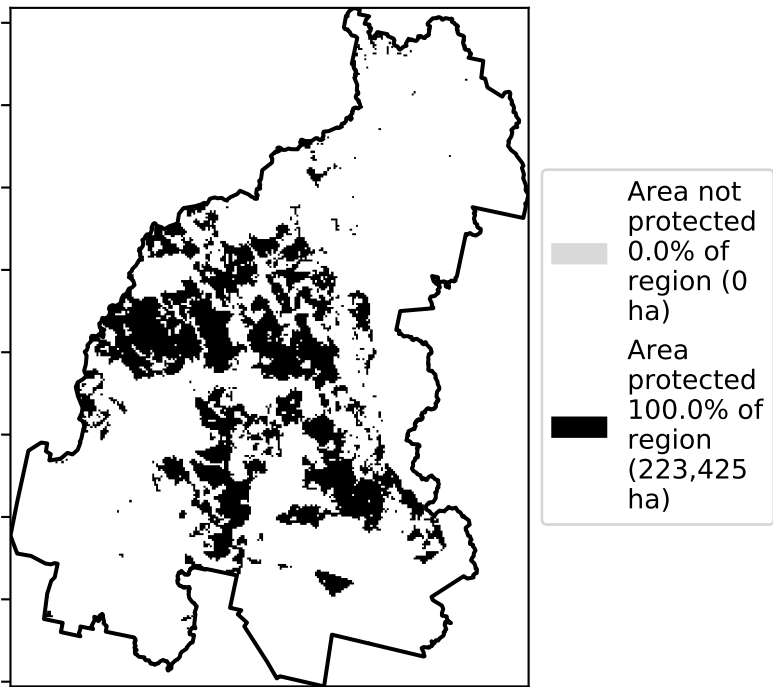 Area not
protected
0.0% of
region (0
ha)
Area
protected
100.0% of
region
(223,425
ha)